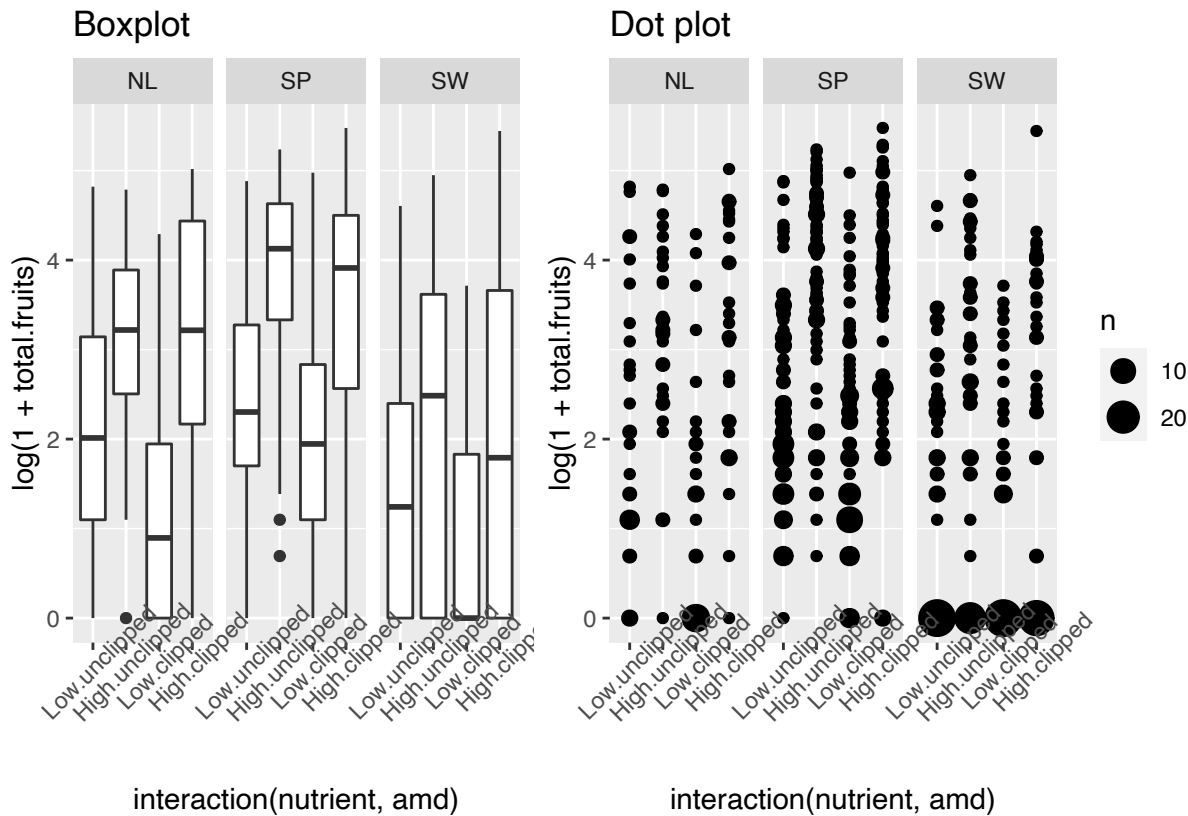 Boxplot
NL SP SW
log(1 + total.fruits)
4
2
0
Low.unclipped High.unclipped Low.clipped High.clipped Low.unclipped High.unclipped Low.clipped High.clipped Low.unclipped High.unclipped Low.clipped High.clipp
interaction(nutrient, amd)
Dot plot
NL SP SW
log(1 + total.fruits)
4
2
0
Low.unclipped High.unclipped Low.clipped High.clipped Low.unclipped High.unclipped Low.clipped High.clipped Low.unclipped High.unclipped Low.clipped High.clipped
interaction(nutrient, amd)
n
10
20